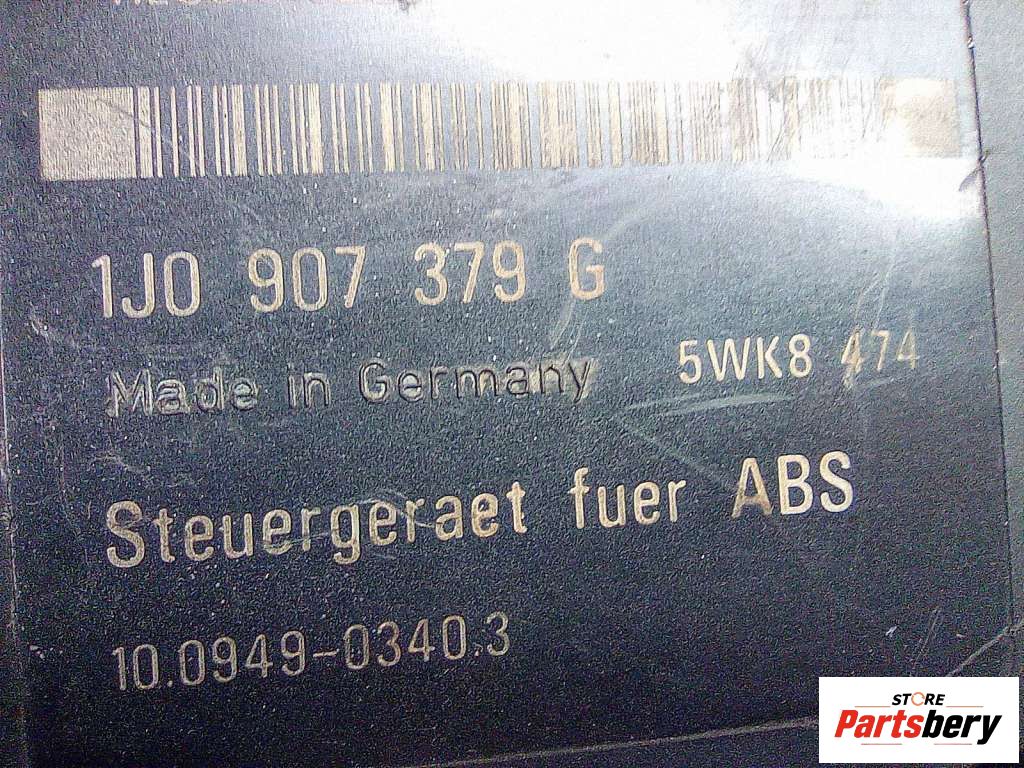 1J0 907 379 G
Made in Germany 5WK8 474
Steuergeraet fuer ABS
10.0949-0340.3
STORE
Partsbery